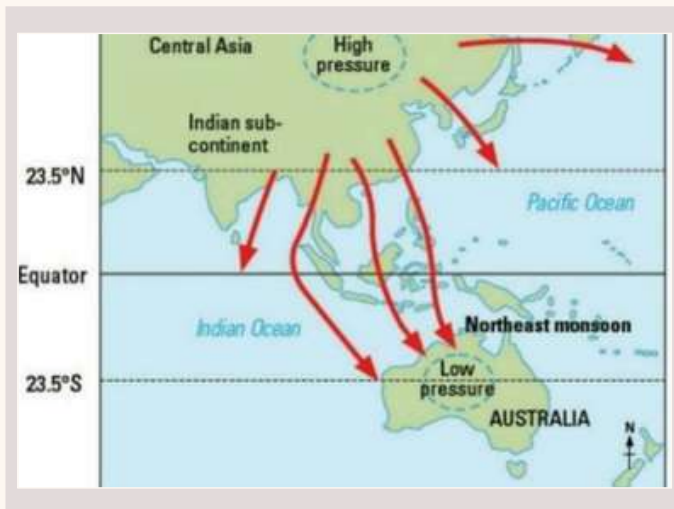 Central Asia
High
pressure
Indian sub-
continent
23.5°N
Pacific Ocean
Equator
Indian Ocean
Northeast monsoon
23.5°S
Low
pressure
AUSTRALIA
N